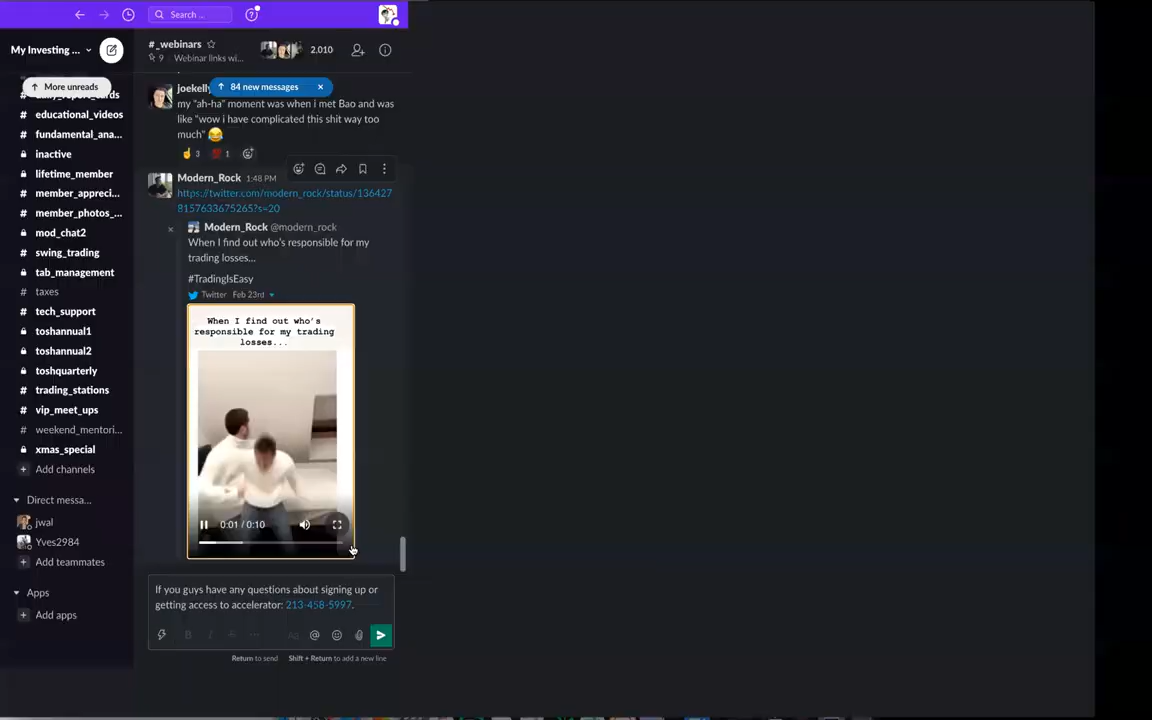 Search ...
My Investing ...
# _webinars
9 Webinar links wi...
2,010
More unreads
84 new messages
# educational_videos
# fundamental_ana...
inactive
lifetime_member
# member_appreci...
# member_photos_...
mod_chat2
# swing_trading
tab_management
# taxes
# tech_support
toshannual1
toshannual2
toshquarterly
# trading_stations
# vip_meet_ups
# weekend_mentori...
xmas_special
+ Add channels
Direct messa...
jwal
Yves2984
+ Add teammates
Apps
+ Add apps
joekelly
my "ah-ha" moment was when i met Bao and was
like "wow i have complicated this shit way too
much" 😂
☝ 3 💯 1
Modern_Rock 1:48 PM
https://twitter.com/modern_rock/status/136427
8157633675265?s=20
Modern_Rock @modern_rock
When I find out who's responsible for my
trading losses...
#TradingIsEasy
Twitter Feb 23rd
When I find out who's
responsible for my trading
losses...
0:01 / 0:10
If you guys have any questions about signing up or
getting access to accelerator: 213-458-5997.
Return to send Shift + Return to add a new line